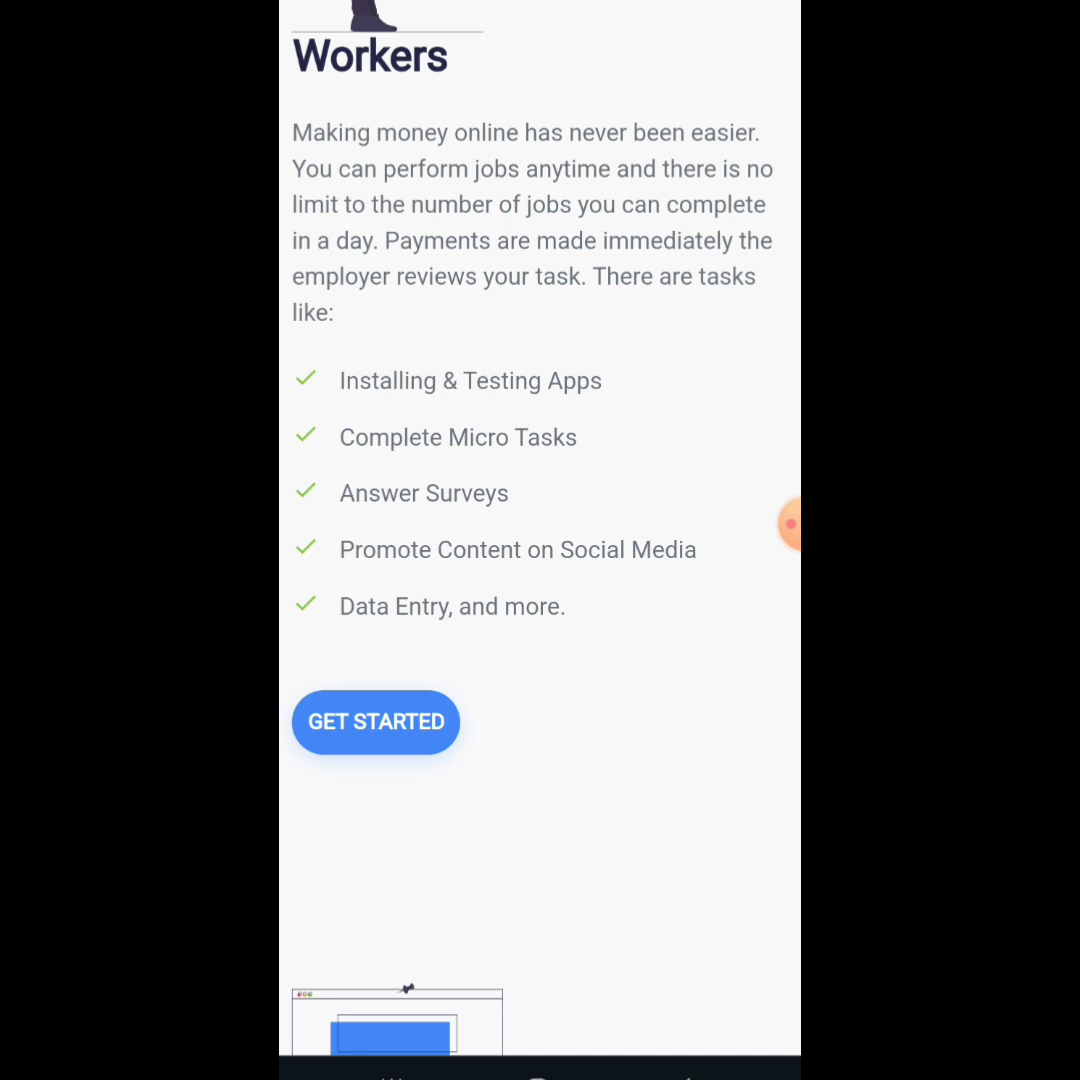 Workers
Making money online has never been easier.
You can perform jobs anytime and there is no
limit to the number of jobs you can complete
in a day. Payments are made immediately the
employer reviews your task. There are tasks
like:
Installing & Testing Apps
Complete Micro Tasks
Answer Surveys
Promote Content on Social Media
Data Entry, and more.
GET STARTED